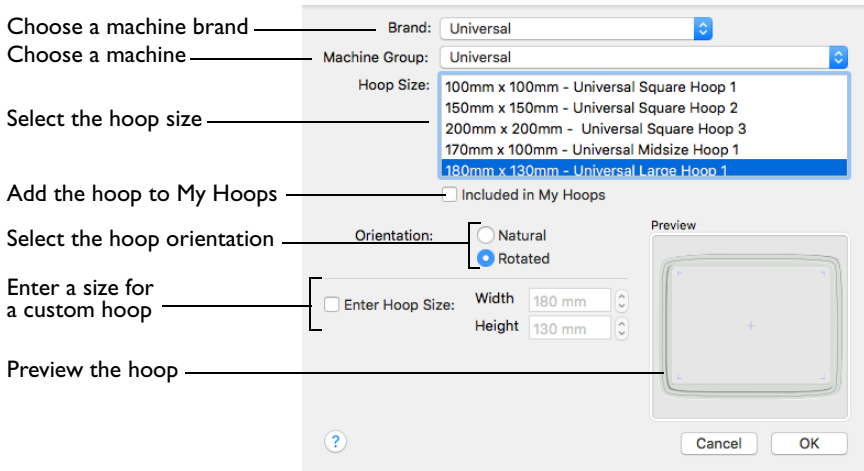 Choose a machine brand
Brand: Universal
Choose a machine
Machine Group: Universal
Hoop Size:
100mm x 100mm - Universal Square Hoop 1
150mm x 150mm - Universal Square Hoop 2
Select the hoop size
200mm x 200mm - Universal Square Hoop 3
170mm x 100mm - Universal Midsize Hoop 1
180mm x 130mm - Universal Large Hoop 1
Add the hoop to My Hoops
Included in My Hoops
Select the hoop orientation
Orientation:
Natural
Rotated
Preview
Enter a size for
a custom hoop
Enter Hoop Size:
Width 180 mm
Height 130 mm
Preview the hoop
?
Cancel
OK